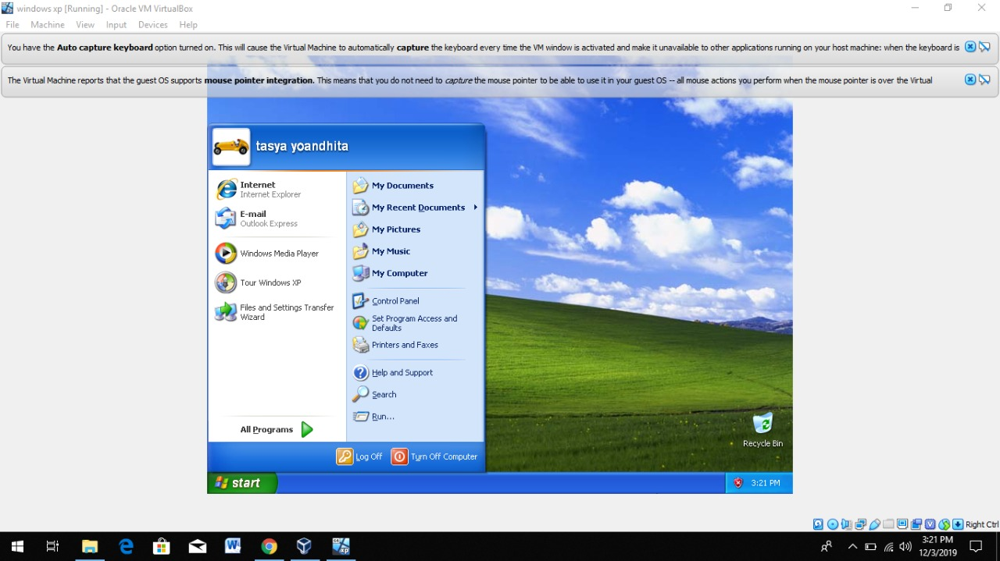 windows xp [Running] - Oracle VM VirtualBox
File Machine View Input Devices Help
You have the Auto capture keyboard option turned on. This will cause the Virtual Machine to automatically capture the keyboard every time the VM window is activated and make it unavailable to other applications running on your host machine: when the keyboard is
The Virtual Machine reports that the guest OS supports mouse pointer integration. This means that you do not need to capture the mouse pointer to be able to use it in your guest OS -- all mouse actions you perform when the mouse pointer is over the Virtual
tasya yoandhita
Internet
Internet Explorer
E-mail
Outlook Express
Windows Media Player
Tour Windows XP
Files and Settings Transfer
Wizard
All Programs
My Documents
My Recent Documents
My Pictures
My Music
My Computer
Control Panel
Set Program Access and
Defaults
Printers and Faxes
Help and Support
Search
Run...
Log Off Turn Off Computer
Recycle Bin
start
3:21 PM
Right Ctrl
3:21 PM
12/3/2019